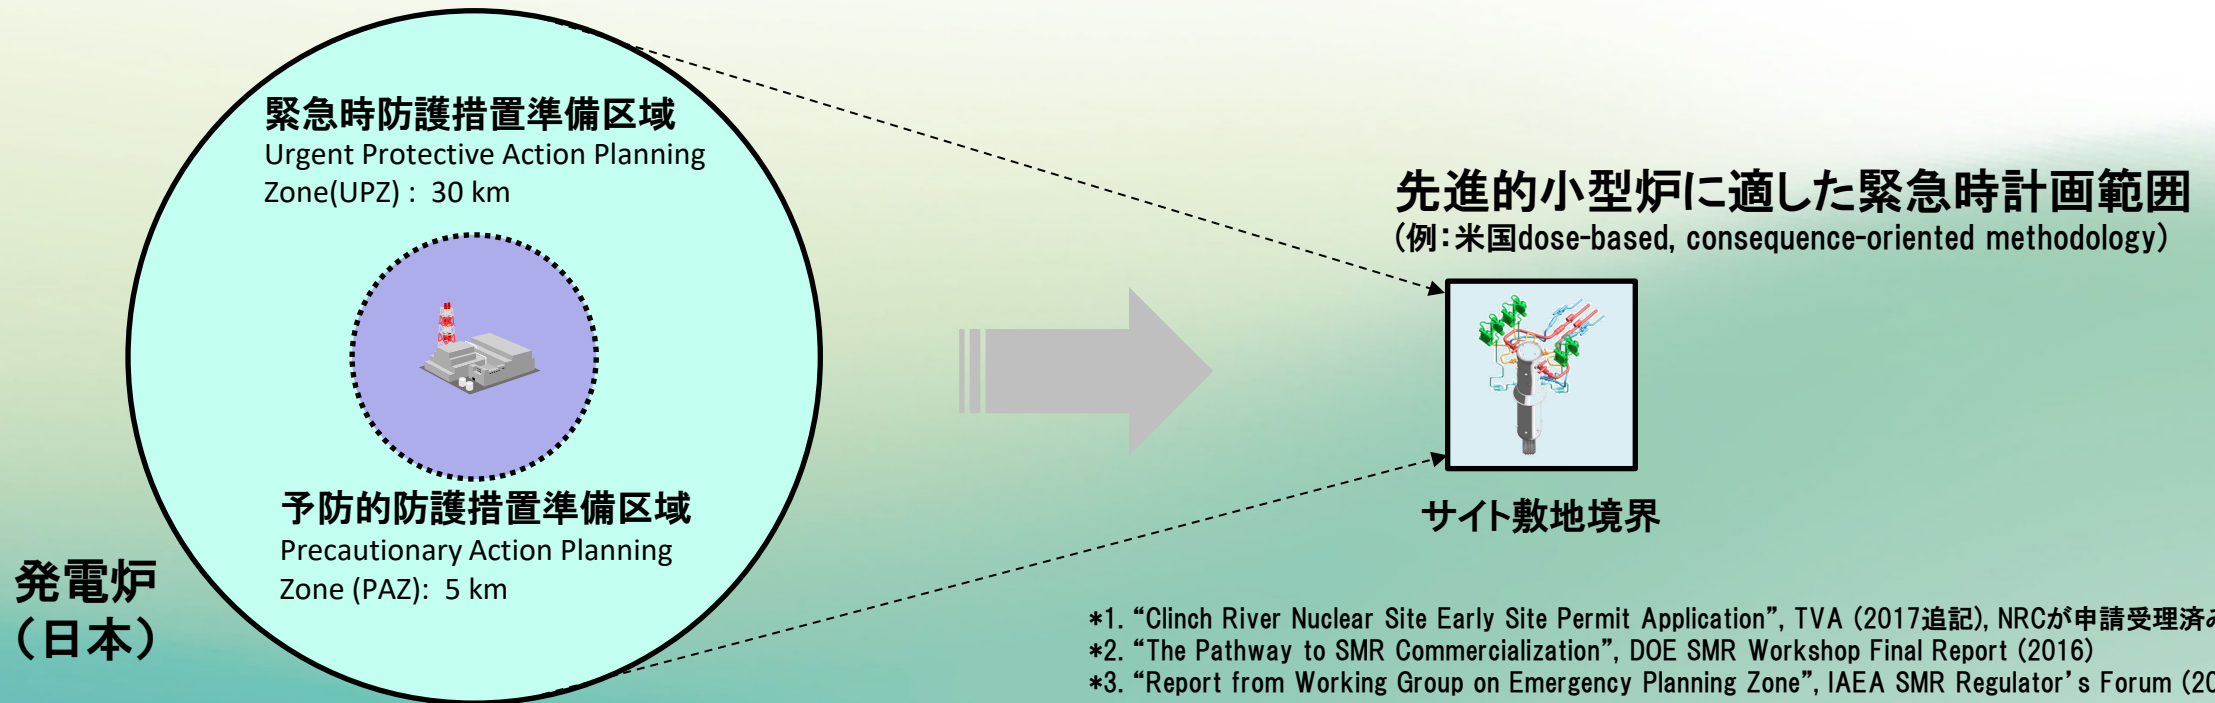 緊急時防護措置準備区域
Urgent Protective Action Planning
Zone(UPZ) : 30 km
予防的防護措置準備区域
Precautionary Action Planning
Zone (PAZ): 5 km
発電炉
（日本）
先進的小型炉に適した緊急時計画範囲
(例：米国dose-based, consequence-oriented methodology)
サイト敷地境界
*1. “Clinch River Nuclear Site Early Site Permit Application”, TVA (2017追記), NRCが申請受理済み
*2. “The Pathway to SMR Commercialization”, DOE SMR Workshop Final Report (2016)
*3. “Report from Working Group on Emergency Planning Zone”, IAEA SMR Regulator’s Forum